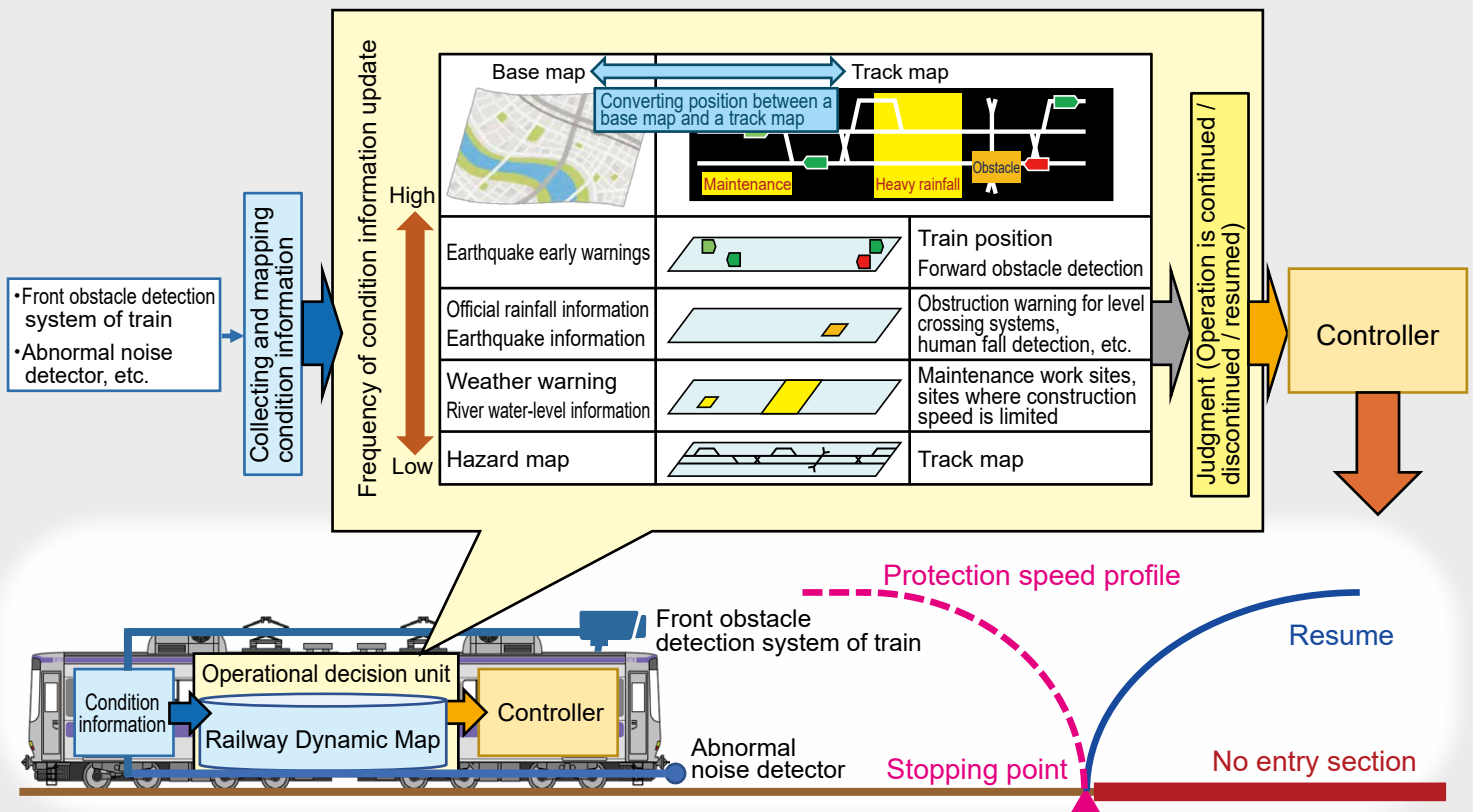 ・Front obstacle detection
system of train
・Abnormal noise
detector, etc.
Collecting and mapping
condition information
Frequency of condition information update
High
Low
Base map
Track map
Converting position between a
base map and a track map
Maintenance
Heavy rainfall
Obstacle
Earthquake early warnings
Train position
Forward obstacle detection
Official rainfall information
Earthquake information
Obstruction warning for level
crossing systems,
human fall detection, etc.
Weather warning
River water-level information
Maintenance work sites,
sites where construction
speed is limited
Hazard map
Track map
Judgment (Operation is continued /
discontinued / resumed)
Controller
Front obstacle
detection system of train
Operational decision unit
Condition
information
Railway Dynamic Map
Controller
Abnormal
noise detector
Protection speed profile
Resume
Stopping point
No entry section